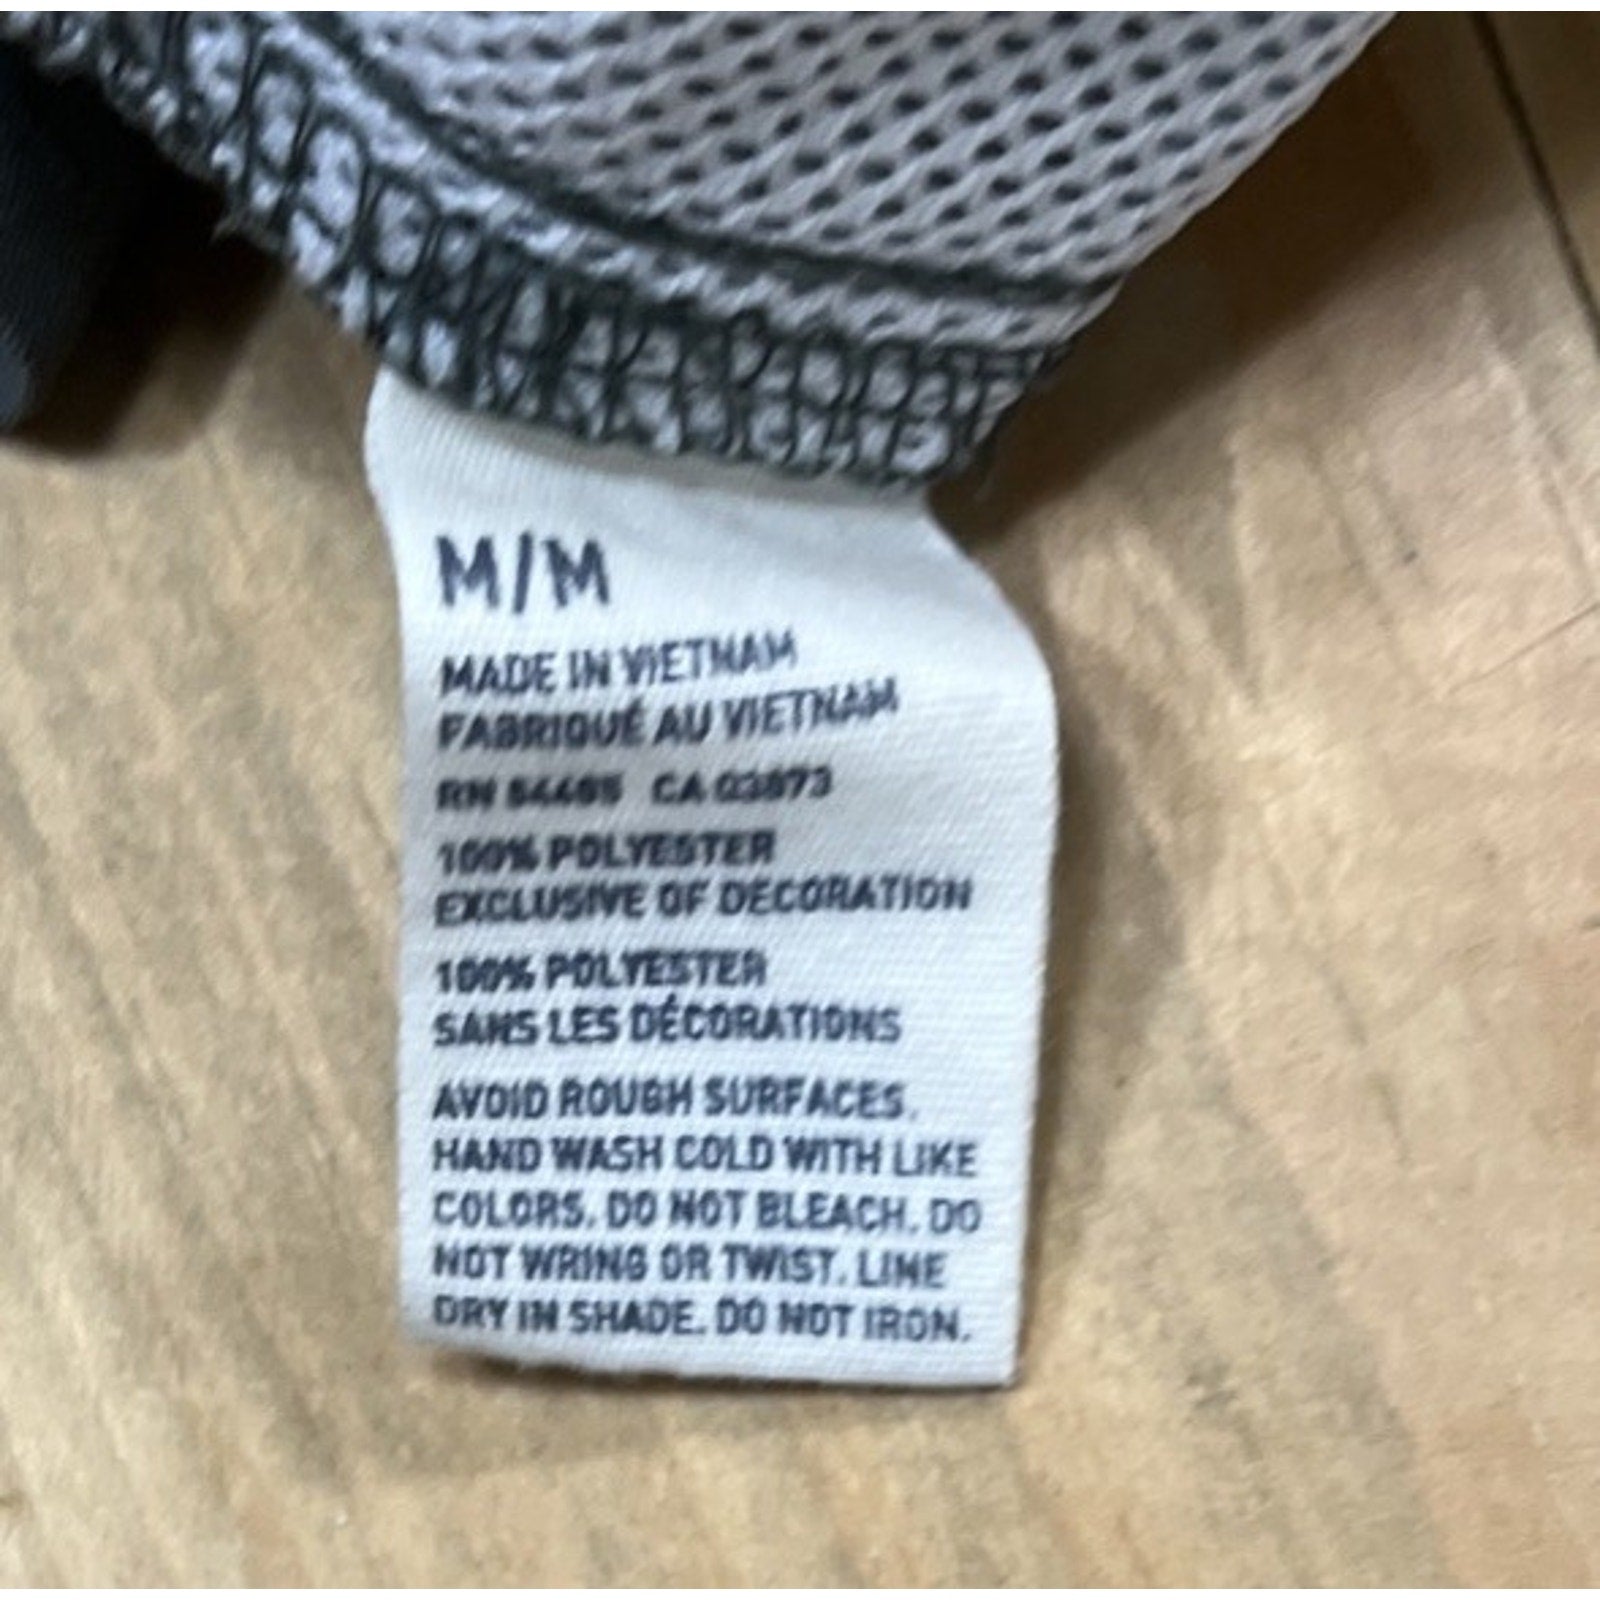 M/M
MADE IN VIETNAM
FABRIQUÉ AU VIETNAM
RN 54485 CA 03873
100% POLYESTER
EXCLUSIVE OF DECORATION
100% POLYESTER
SANS LES DÉCORATIONS
AVOID ROUGH SURFACES.
HAND WASH COLD WITH LIKE
COLORS. DO NOT BLEACH. DO
NOT WRING OR TWIST. LINE
DRY IN SHADE. DO NOT IRON.